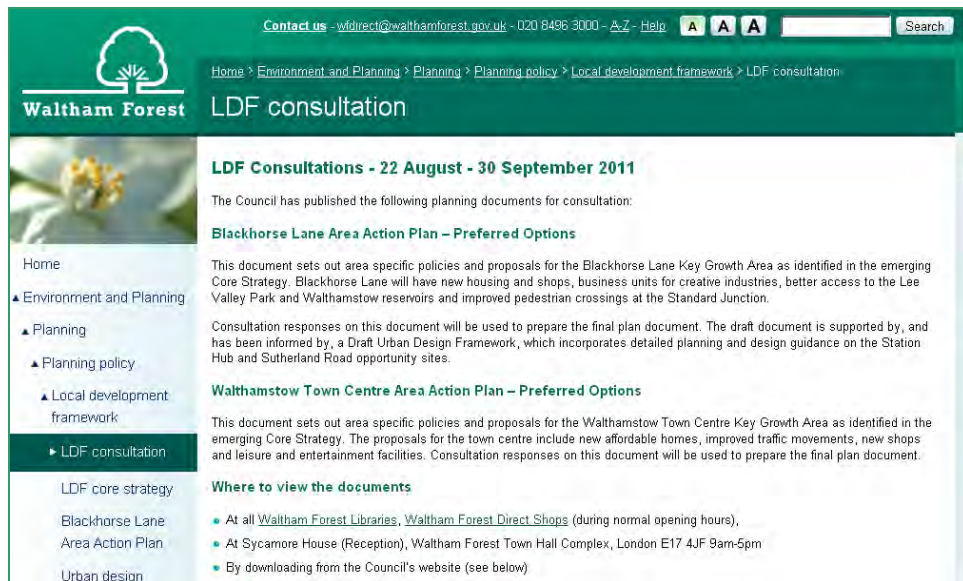 Contact us - wfdirect@walthamforest.gov.uk - 020 8496 3000 - A-Z - Help A A A Search
Waltham Forest
Home > Environment and Planning > Planning > Planning policy > Local development framework > LDF consultation
LDF consultation
LDF Consultations - 22 August - 30 September 2011
The Council has published the following planning documents for consultation:
Blackhorse Lane Area Action Plan – Preferred Options
This document sets out area specific policies and proposals for the Blackhorse Lane Key Growth Area as identified in the emerging
Core Strategy. Blackhorse Lane will have new housing and shops, business units for creative industries, better access to the Lee
Valley Park and Walthamstow reservoirs and improved pedestrian crossings at the Standard Junction.
Consultation responses on this document will be used to prepare the final plan document. The draft document is supported by, and
has been informed by, a Draft Urban Design Framework, which incorporates detailed planning and design guidance on the Station
Hub and Sutherland Road opportunity sites.
Walthamstow Town Centre Area Action Plan – Preferred Options
This document sets out area specific policies and proposals for the Walthamstow Town Centre Key Growth Area as identified in the
emerging Core Strategy. The proposals for the town centre include new affordable homes, improved traffic movements, new shops
and leisure and entertainment facilities. Consultation responses on this document will be used to prepare the final plan document.
Where to view the documents
At all Waltham Forest Libraries, Waltham Forest Direct Shops (during normal opening hours),
At Sycamore House (Reception), Waltham Forest Town Hall Complex, London E17 4JF 9am-5pm
By downloading from the Council's website (see below)
Home
Environment and Planning
Planning
Planning policy
Local development
framework
LDF consultation
LDF core strategy
Blackhorse Lane
Area Action Plan
Urban design